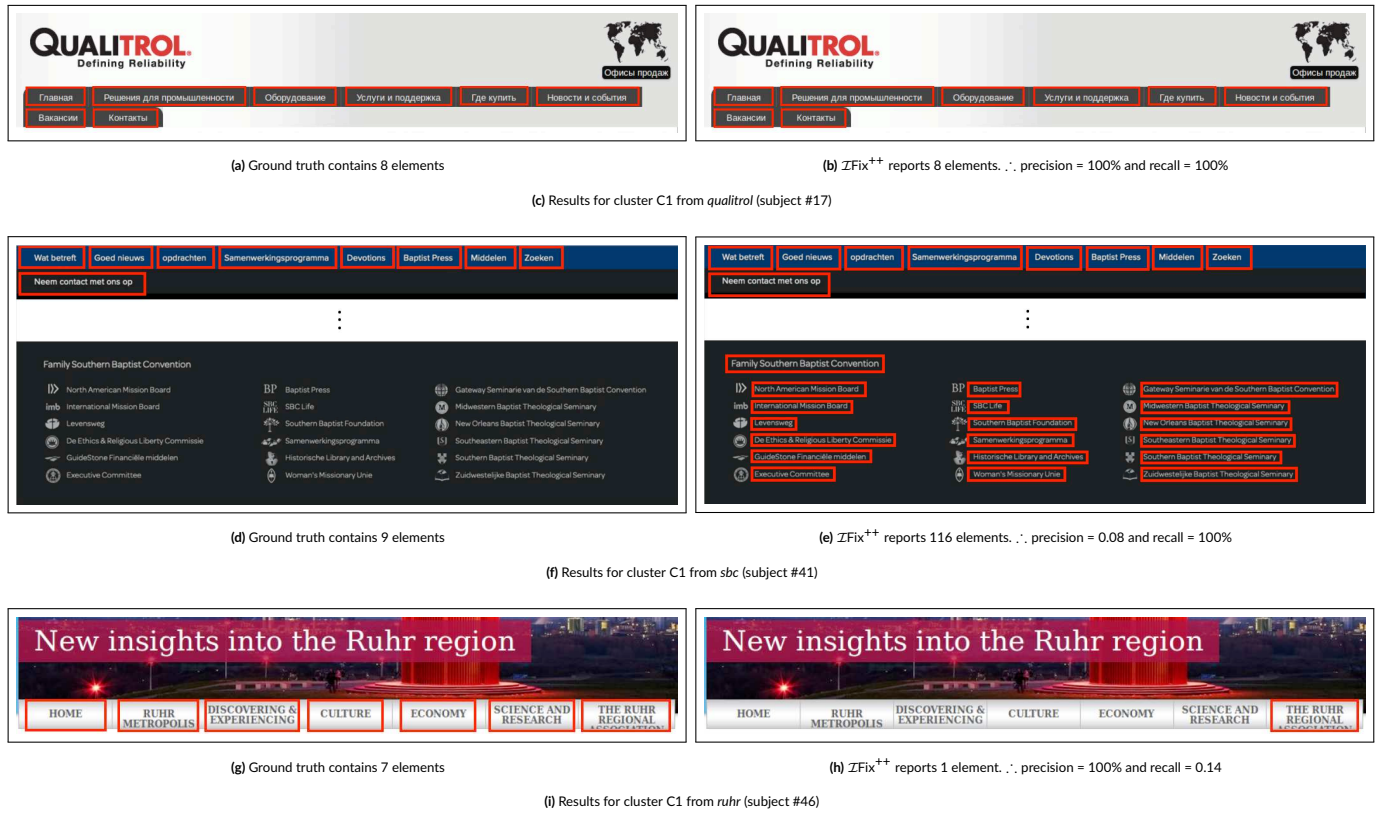 QUALITROL.
Defining Reliability
Офисы продаж
Главная Решения для промышленности Оборудование Услуги и поддержка Где купить Новости и события
Вакансии Контакты
QUALITROL.
Defining Reliability
Офисы продаж
Главная Решения для промышленности Оборудование Услуги и поддержка Где купить Новости и события
Вакансии Контакты
(a) Ground truth contains 8 elements
(b) ℐFix++ reports 8 elements. ∴ precision = 100% and recall = 100%
(c) Results for cluster C1 from qualitrol (subject #17)
Wat betreft Goed nieuws opdrachten Samenwerkingsprogramma Devotions Baptist Press Middelen Zoeken
Neem contact met ons op
Family Southern Baptist Convention
North American Mission Board BP Baptist Press Gateway Seminarie van de Southern Baptist Convention
imb International Mission Board SBC LIFE SBC Life M Midwestern Baptist Theological Seminary
Levensweg Southern Baptist Foundation New Orleans Baptist Theological Seminary
De Ethics & Religious Liberty Commissie Samenwerkingsprogramma [S] Southeastern Baptist Theological Seminary
GuideStone Financiële middelen Historische Library and Archives Southern Baptist Theological Seminary
Executive Committee Woman's Missionary Unie Zuidwestelijke Baptist Theological Seminary
Wat betreft Goed nieuws opdrachten Samenwerkingsprogramma Devotions Baptist Press Middelen Zoeken
Neem contact met ons op
Family Southern Baptist Convention
North American Mission Board BP Baptist Press Gateway Seminarie van de Southern Baptist Convention
imb International Mission Board SBC LIFE SBC Life M Midwestern Baptist Theological Seminary
Levensweg Southern Baptist Foundation New Orleans Baptist Theological Seminary
De Ethics & Religious Liberty Commissie Samenwerkingsprogramma [S] Southeastern Baptist Theological Seminary
GuideStone Financiële middelen Historische Library and Archives Southern Baptist Theological Seminary
Executive Committee Woman's Missionary Unie Zuidwestelijke Baptist Theological Seminary
(d) Ground truth contains 9 elements
(e) ℐFix++ reports 116 elements. ∴ precision = 0.08 and recall = 100%
(f) Results for cluster C1 from sbc (subject #41)
New insights into the Ruhr region
HOME RUHR METROPOLIS DISCOVERING & EXPERIENCING CULTURE ECONOMY SCIENCE AND RESEARCH THE RUHR REGIONAL ASSOCIATION
New insights into the Ruhr region
HOME RUHR METROPOLIS DISCOVERING & EXPERIENCING CULTURE ECONOMY SCIENCE AND RESEARCH THE RUHR REGIONAL ASSOCIATION
(g) Ground truth contains 7 elements
(h) ℐFix++ reports 1 element. ∴ precision = 100% and recall = 0.14
(i) Results for cluster C1 from ruhr (subject #46)